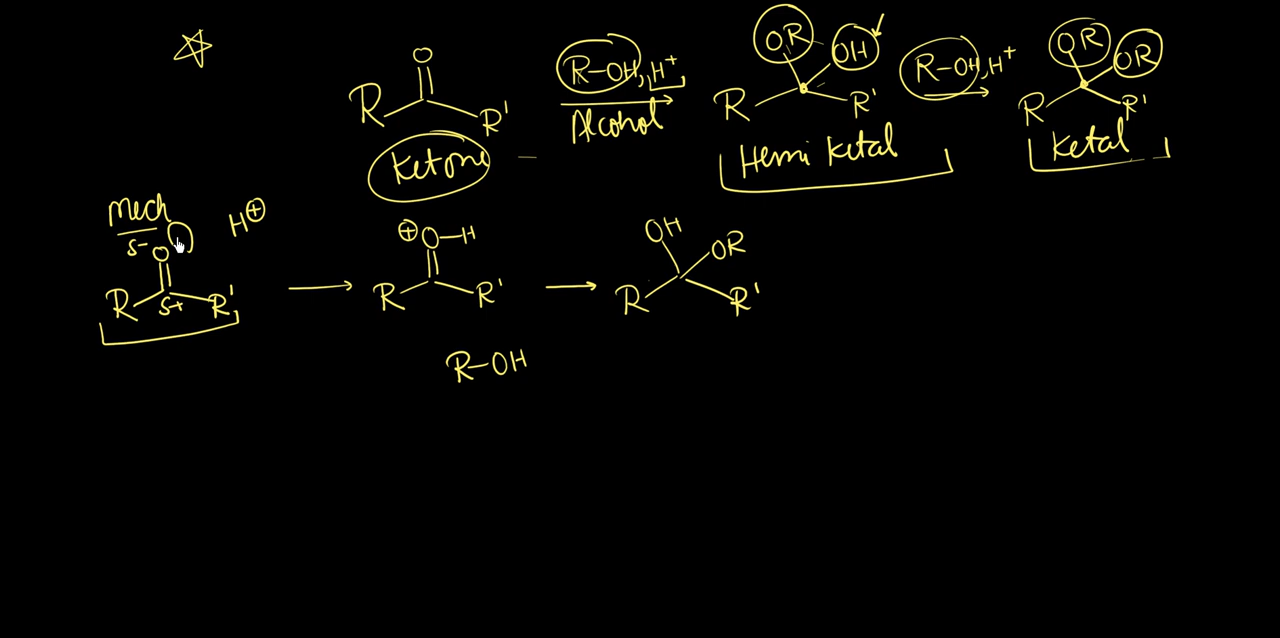 O OR OH OR OR
R R' R-OH, H+ R R' R-OH, H+ R R'
Ketone Alcohol Hemi Ketal Ketal
Mech H⊕
δ- O ⊕ O-H OH OR
R δ+ R' R R' R R'
R-OH